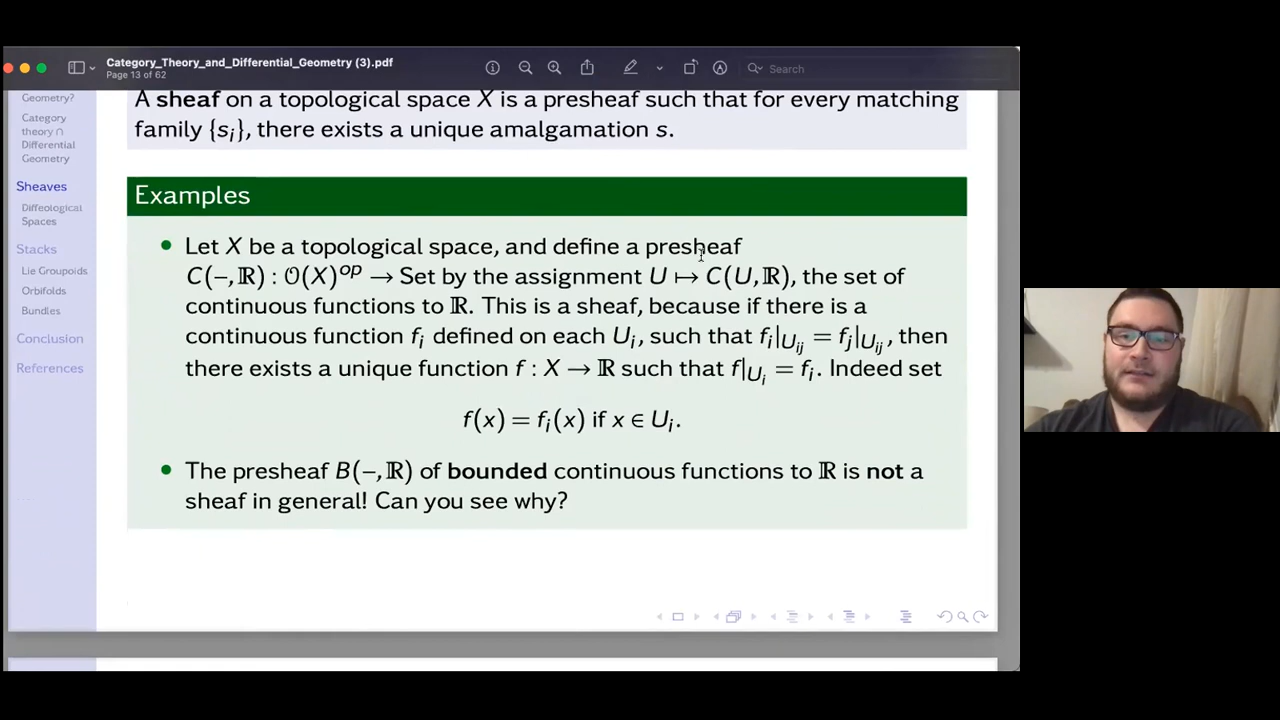 Category_Theory_and_Differential_Geometry (3).pdf
Page 13 of 62
Search
Geometry?
Category
theory ∩
Differential
Geometry
Sheaves
Diffeological
Spaces
Stacks
Lie Groupoids
Orbifolds
Bundles
Conclusion
References
A sheaf on a topological space X is a presheaf such that for every matching
family {s_i}, there exists a unique amalgamation s.
Examples
• Let X be a topological space, and define a presheaf
C(−, ℝ) : O(X)^op → Set by the assignment U ↦ C(U, ℝ), the set of
continuous functions to ℝ. This is a sheaf, because if there is a
continuous function f_i defined on each U_i, such that f_i|_{U_ij} = f_j|_{U_ij}, then
there exists a unique function f : X → ℝ such that f|_{U_i} = f_i. Indeed set
f(x) = f_i(x) if x ∈ U_i.
• The presheaf B(−, ℝ) of bounded continuous functions to ℝ is not a
sheaf in general! Can you see why?